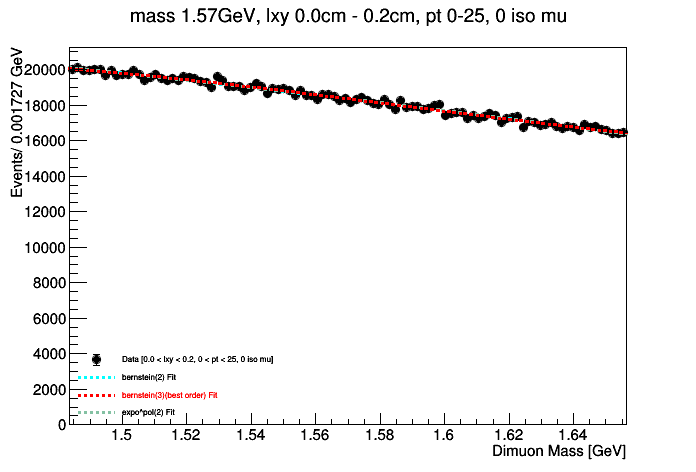 mass 1.57GeV, lxy 0.0cm - 0.2cm, pt 0-25, 0 iso mu
Events/ 0.001727 GeV
20000
18000
16000
14000
12000
10000
8000
6000
4000
2000
0
Data [0.0 < lxy < 0.2, 0 < pt < 25, 0 iso mu]
bernstein(2) Fit
bernstein(3)(best order) Fit
expo*pol(2) Fit
1.5 1.52 1.54 1.56 1.58 1.6 1.62 1.64
Dimuon Mass [GeV]